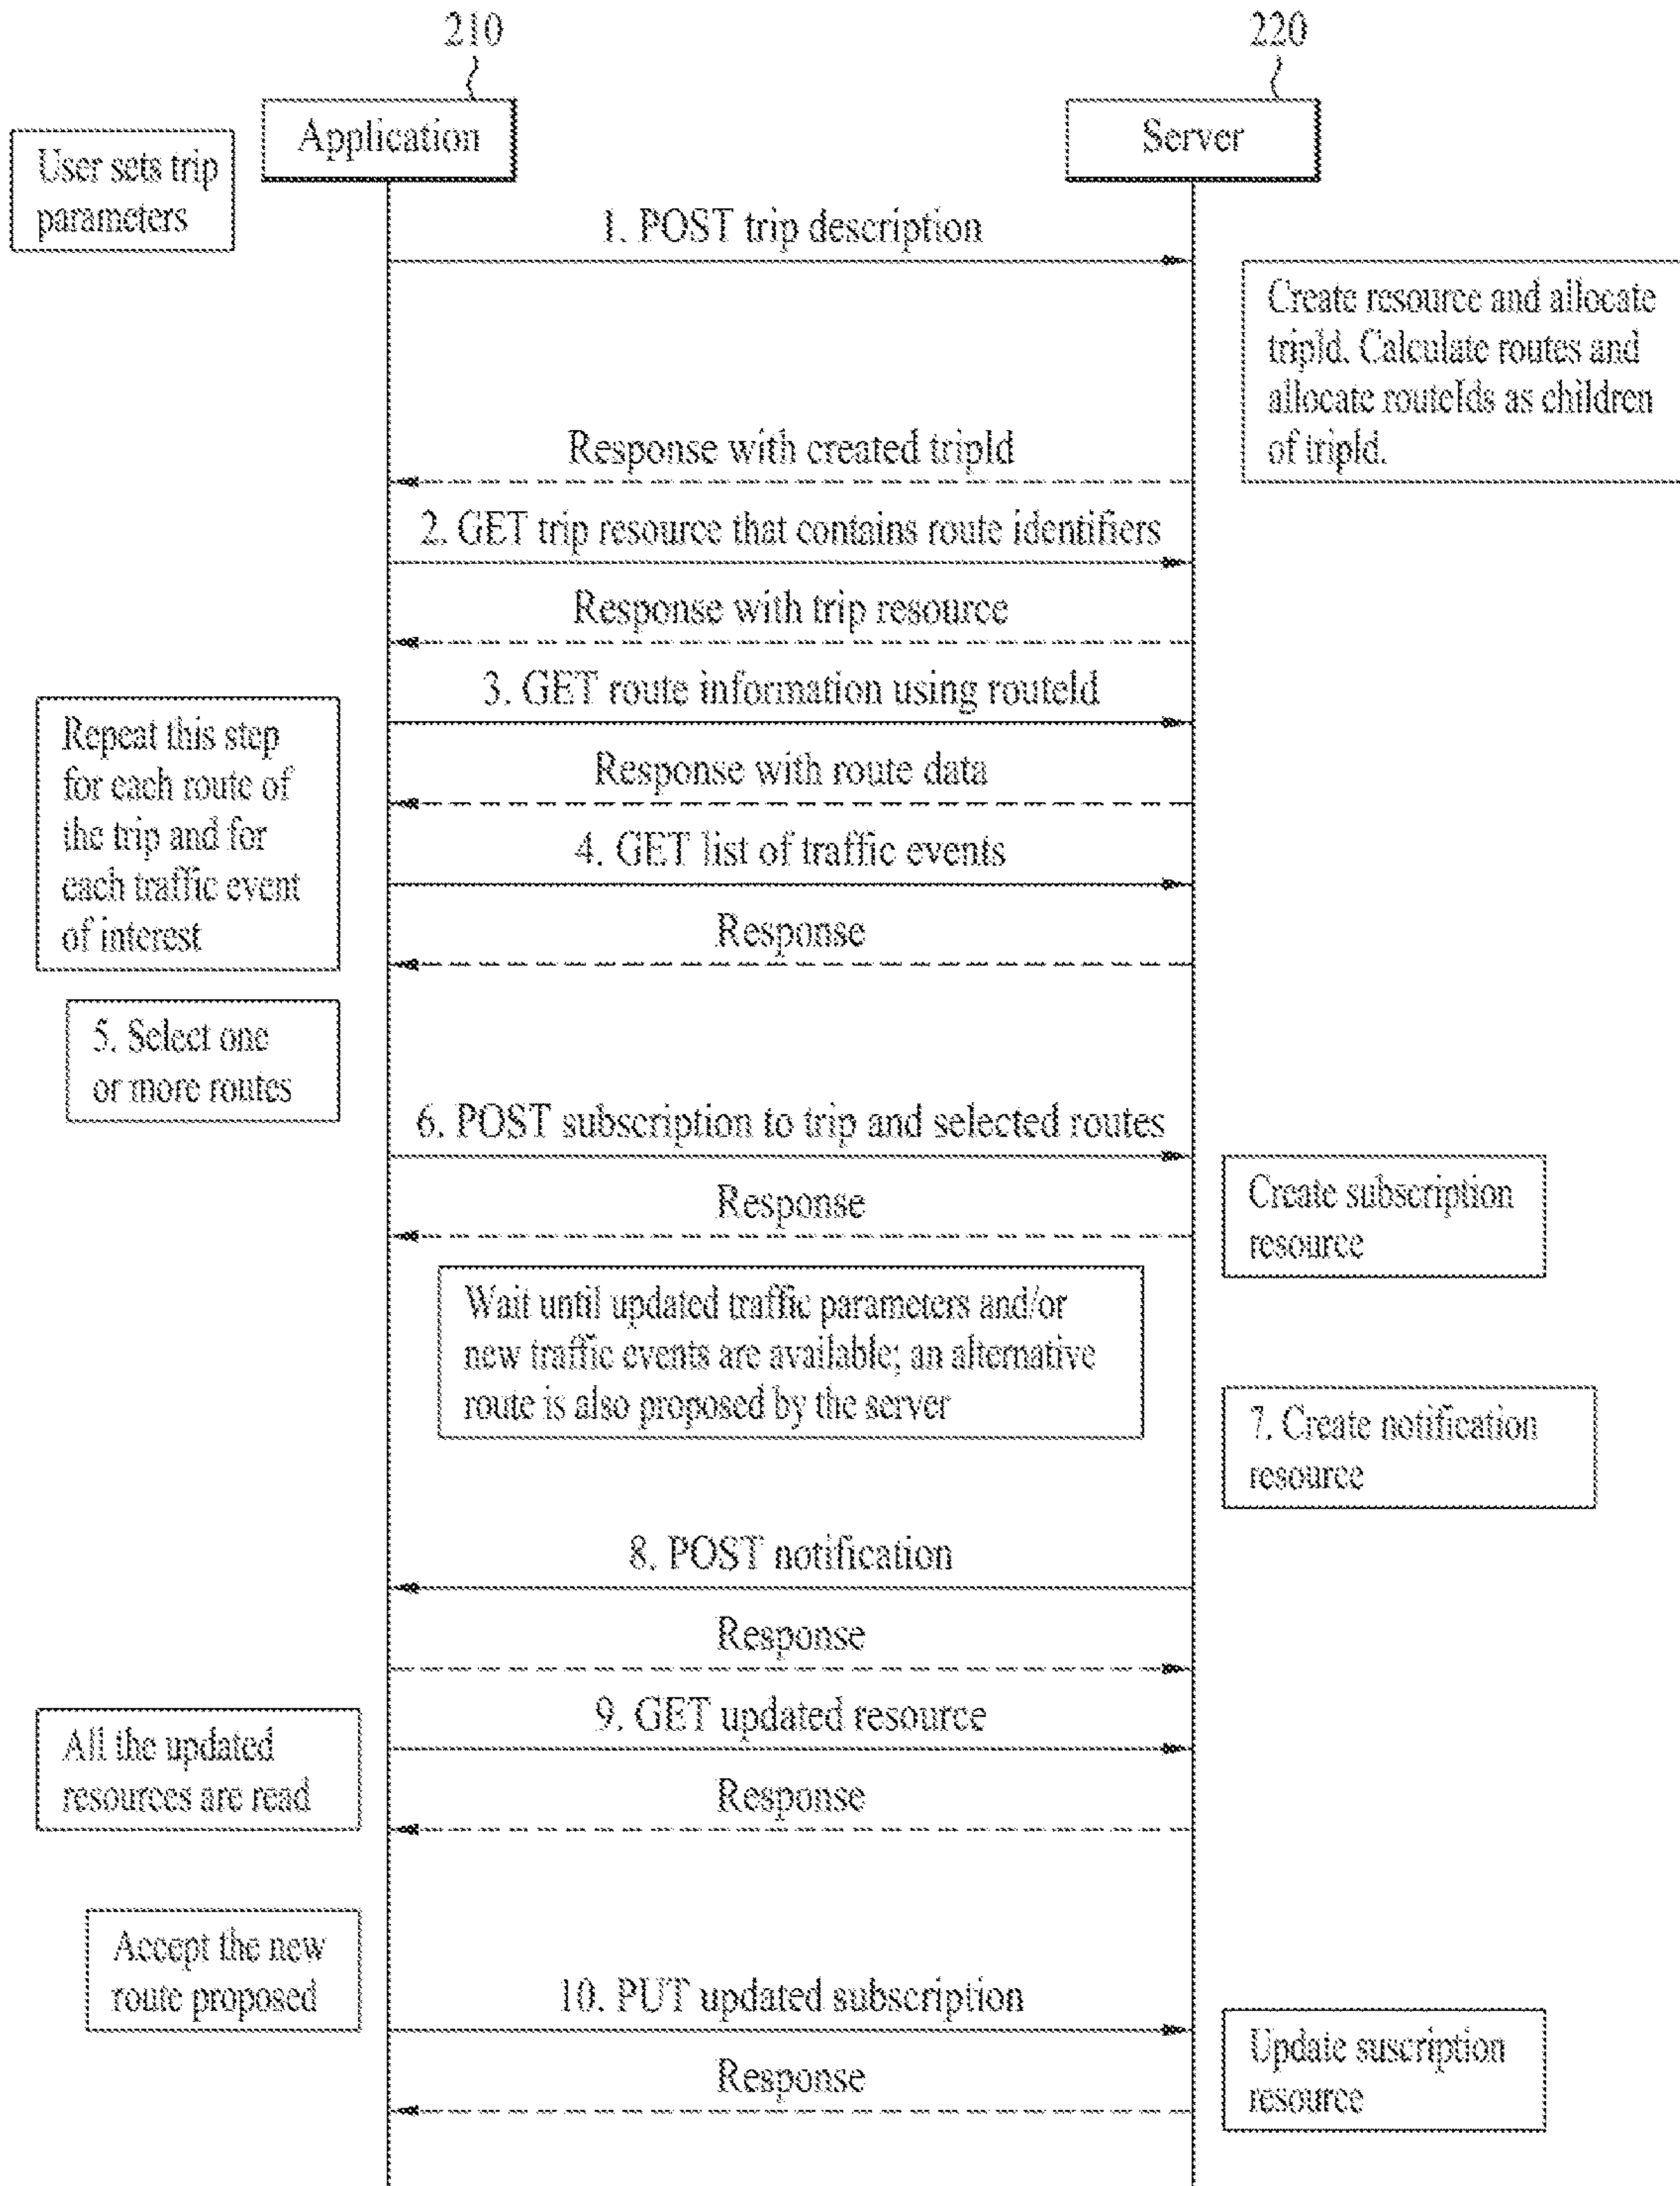 210
220
Application
Server
User sets trip
parameters
1. POST trip description
Create resource and allocate
tripId. Calculate routes and
allocate routeIds as children
of tripId.
Response with created tripId
2. GET trip resource that contains route identifiers
Response with trip resource
3. GET route information using routeId
Repeat this step
for each route of
the trip and for
each traffic event
of interest
Response with route data
4. GET list of traffic events
Response
5. Select one
or more routes
6. POST subscription to trip and selected routes
Response
Create subscription
resource
Wait until updated traffic parameters and/or
new traffic events are available; an alternative
route is also proposed by the server
7. Create notification
resource
8. POST notification
Response
9. GET updated resource
All the updated
resources are read
Response
Accept the new
route proposed
10. PUT updated subscription
Response
Update suscription
resource